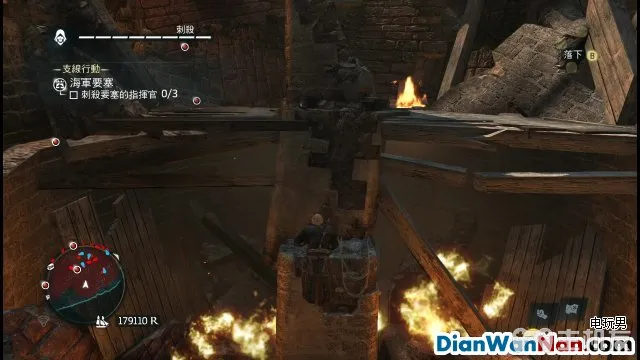 刺殺
落下 B
支線行動
海軍要塞
刺殺要塞的指揮官 0/3
179110 R
电玩男
DianWanNan.com